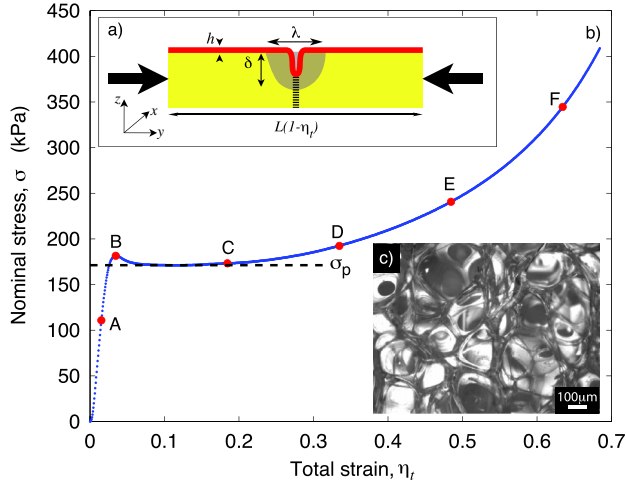 a)
b)
h
λ
δ
z
x
y
L(1-ηt)
450
400
350
300
250
200
150
100
50
0
Nominal stress, σ (kPa)
A
B
C
D
E
F
σp
c)
100μm
0
0.1
0.2
0.3
0.4
0.5
0.6
0.7
Total strain, ηt